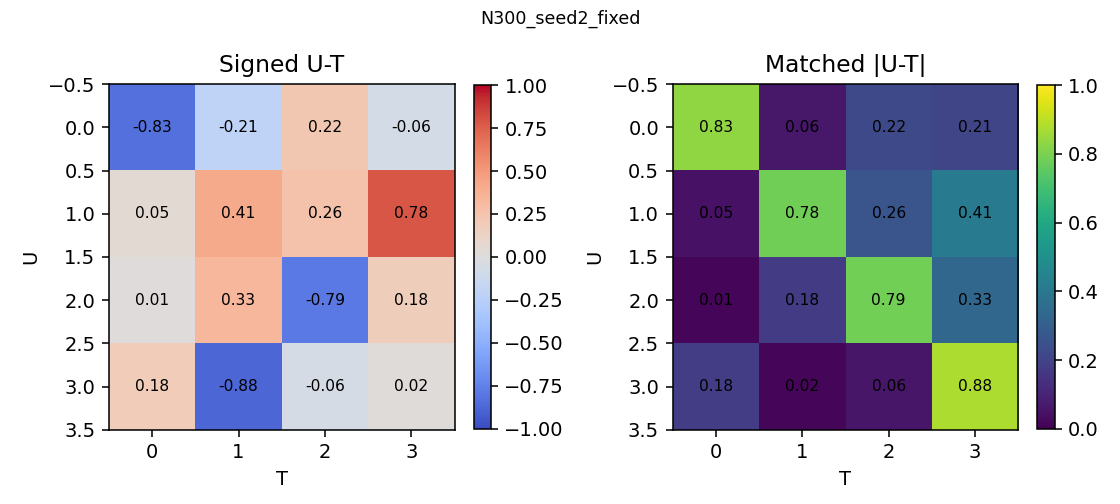 N300_seed2_fixed
Signed U-T
−0.5
0.0
0.5
1.0
1.5
2.0
2.5
3.0
3.5
U
-0.83 -0.21 0.22 -0.06
0.05 0.41 0.26 0.78
0.01 0.33 -0.79 0.18
0.18 -0.88 -0.06 0.02
0 1 2 3
T
1.00
0.75
0.50
0.25
0.00
−0.25
−0.50
−0.75
−1.00
Matched |U-T|
−0.5
0.0
0.5
1.0
1.5
2.0
2.5
3.0
3.5
U
0.83 0.06 0.22 0.21
0.05 0.78 0.26 0.41
0.01 0.18 0.79 0.33
0.18 0.02 0.06 0.88
0 1 2 3
T
1.0
0.8
0.6
0.4
0.2
0.0